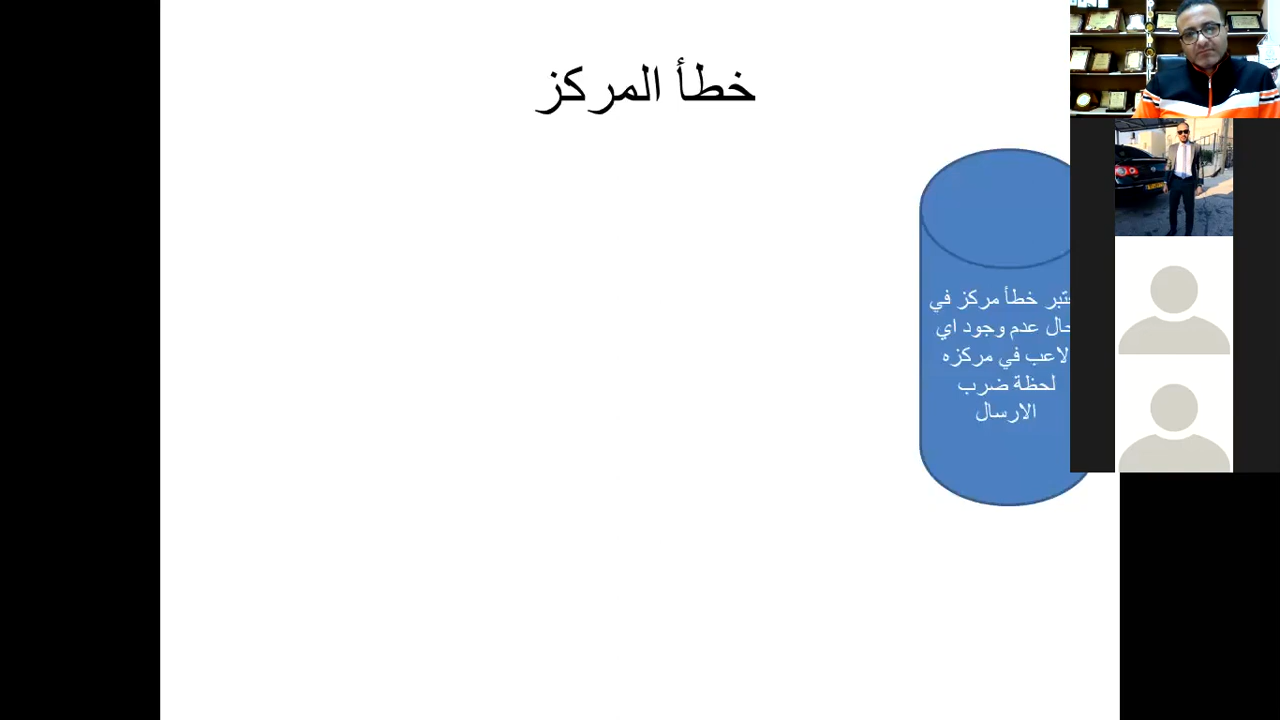 خطأ المركز
خطأ مركز في
عدم وجود اي
لاعب في مركزه
لحظة ضرب
الارسال